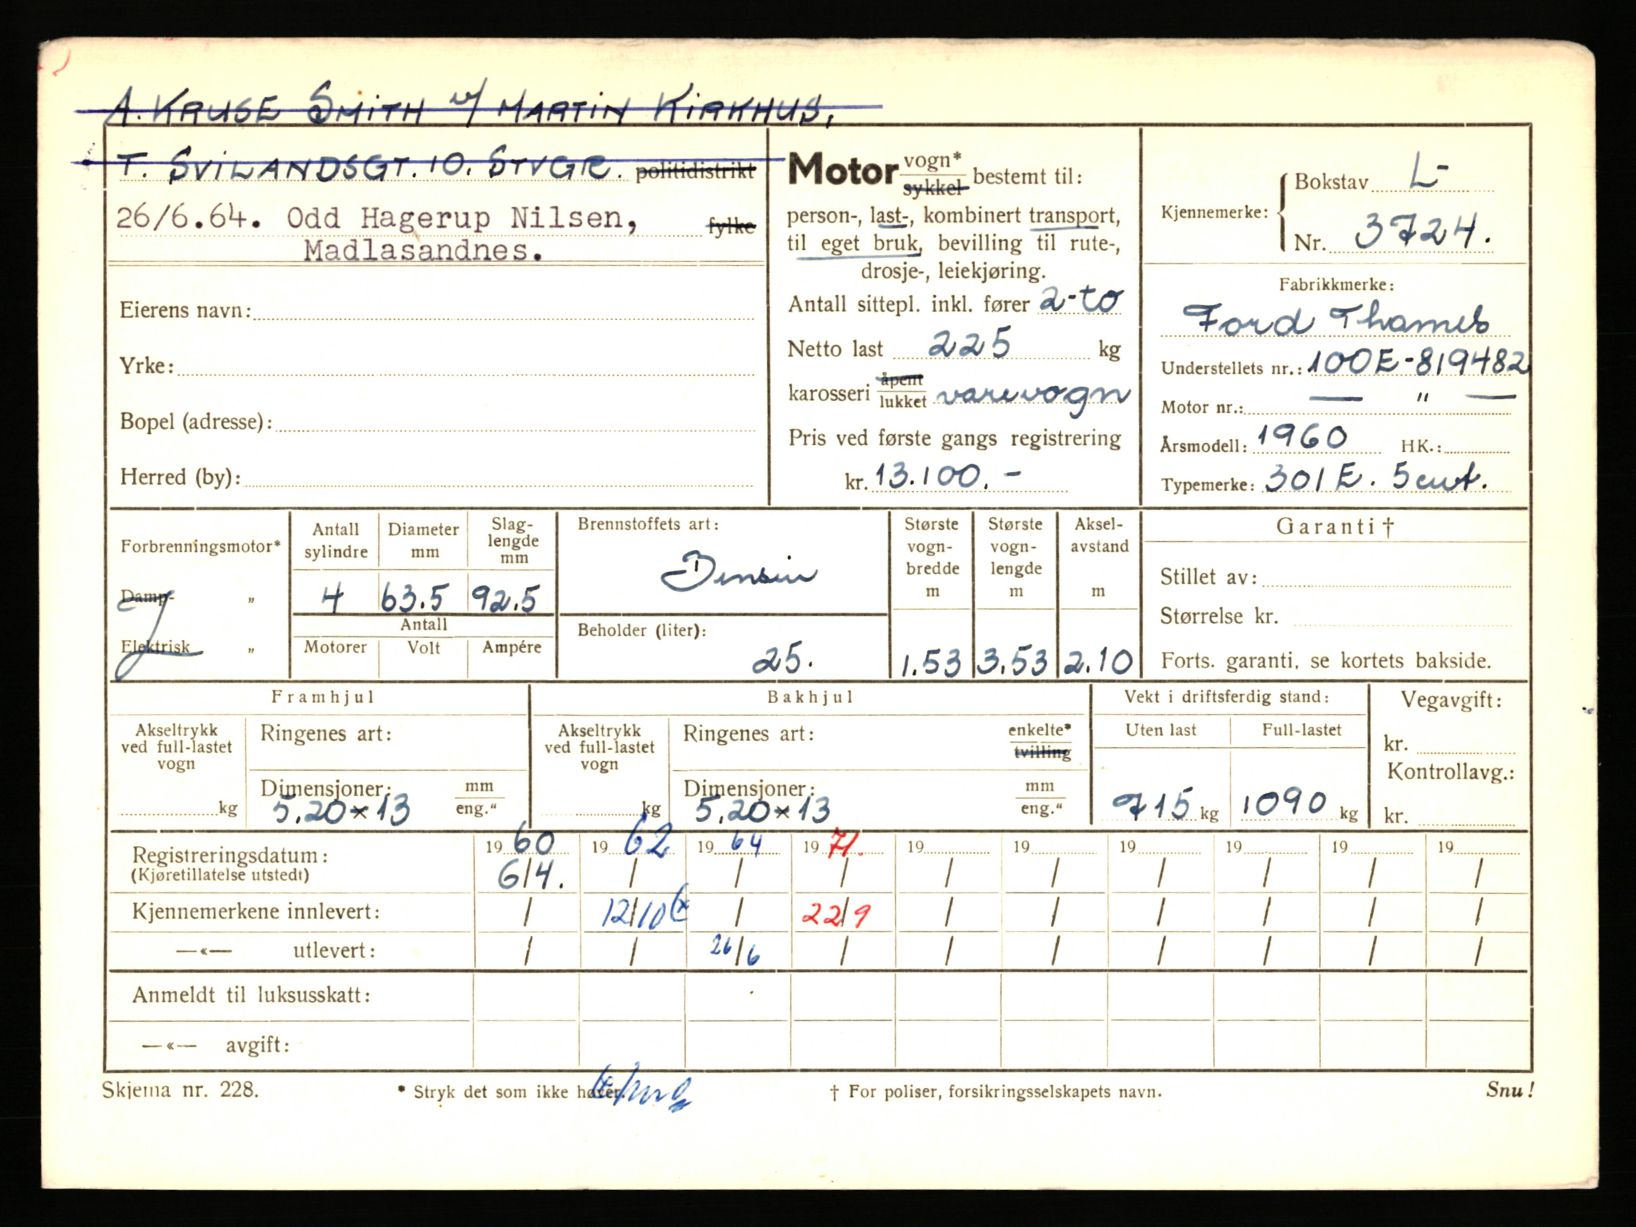 A. KRUSE SMITH v/ MARTIN KIRKHUS,
T. SVILANDSGT. 10. STVGR. politidistrikt
26/6.64. Odd Hagerup Nilsen, fylke
Madlasandnes.
Eierens navn:
Yrke:
Bopel (adresse):
Herred (by):
Motor vogn* sykkel bestemt til:
person-, last-, kombinert transport,
til eget bruk, bevilling til rute-,
drosje-, leiekjøring.
Antall sittepl. inkl. fører 2-to
Netto last 225 kg
karosseri åpent lukket varevogn
Pris ved første gangs registrering
kr. 13.100.-
Kjennemerke: Bokstav L-
Nr. 3724.
Fabrikkmerke:
Ford Thames
Understellets nr.: 100E-819482
Motor nr.: — " —
Årsmodell: 1960 HK.:
Typemerke: 301E. 5cwt.
Forbrenningsmotor*
Damp- "
Elektrisk "
Antall sylindre Diameter mm Slag-lengde mm
4 63.5 92.5
Antall
Motorer Volt Ampére
Brennstoffets art:
Bensin
Beholder (liter):
25.
Største vogn-bredde m Største vogn-lengde m Aksel-avstand m
1.53 3.53 2.10
Garanti †
Stillet av:
Størrelse kr.
Forts. garanti, se kortets bakside.
Framhjul
Akseltrykk ved full-lastet vogn
kg
Ringenes art:
Dimensjoner: mm eng."
5.20×13
Bakhjul
Akseltrykk ved full-lastet vogn
kg
Ringenes art: enkelte* tvilling
Dimensjoner: mm eng."
5.20×13
Vekt i driftsferdig stand:
Uten last Full-lastet
715 kg 1090 kg
Vegavgift:
kr.
Kontrollavg.:
kr.
Registreringsdatum: 1960 1962 1964 1971. 19 19 19 19 19 19
(Kjøretillatelse utstedt) 6/4. / / / / / / / / /
Kjennemerkene innlevert: / 12/10 / 22/9 / / / / / /
—«— utlevert: / / 26/6 / / / / / / /
Anmeldt til luksusskatt:
—«— avgift:
Skjema nr. 228. * Stryk det som ikke høver. † For poliser, forsikringsselskapets navn. Snu!